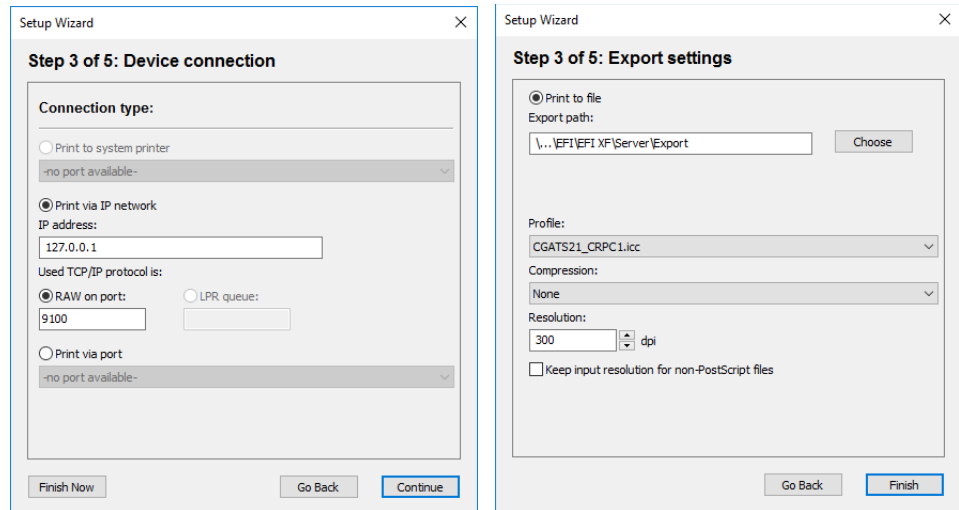 Setup Wizard
Step 3 of 5: Device connection
Connection type:
Print to system printer
-no port available-
Print via IP network
IP address:
127.0.0.1
Used TCP/IP protocol is:
RAW on port: LPR queue:
9100
Print via port
-no port available-
Finish Now Go Back Continue
Setup Wizard
Step 3 of 5: Export settings
Print to file
Export path:
\...\EFI\EFI XF\Server\Export Choose
Profile:
CGATS21_CRPC1.icc
Compression:
None
Resolution:
300 dpi
Keep input resolution for non-PostScript files
Go Back Finish